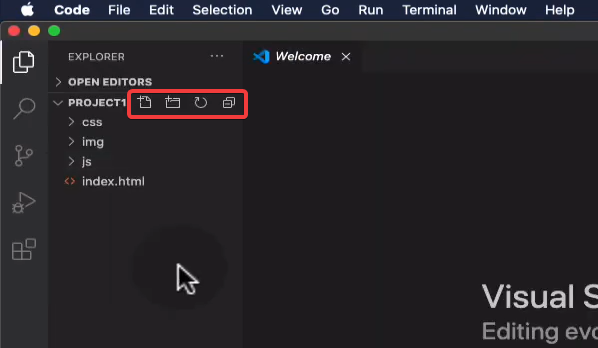 Code File Edit Selection View Go Run Terminal Window Help
EXPLORER
Welcome
OPEN EDITORS
PROJECT1
css
img
js
index.html
Visual S
Editing evo